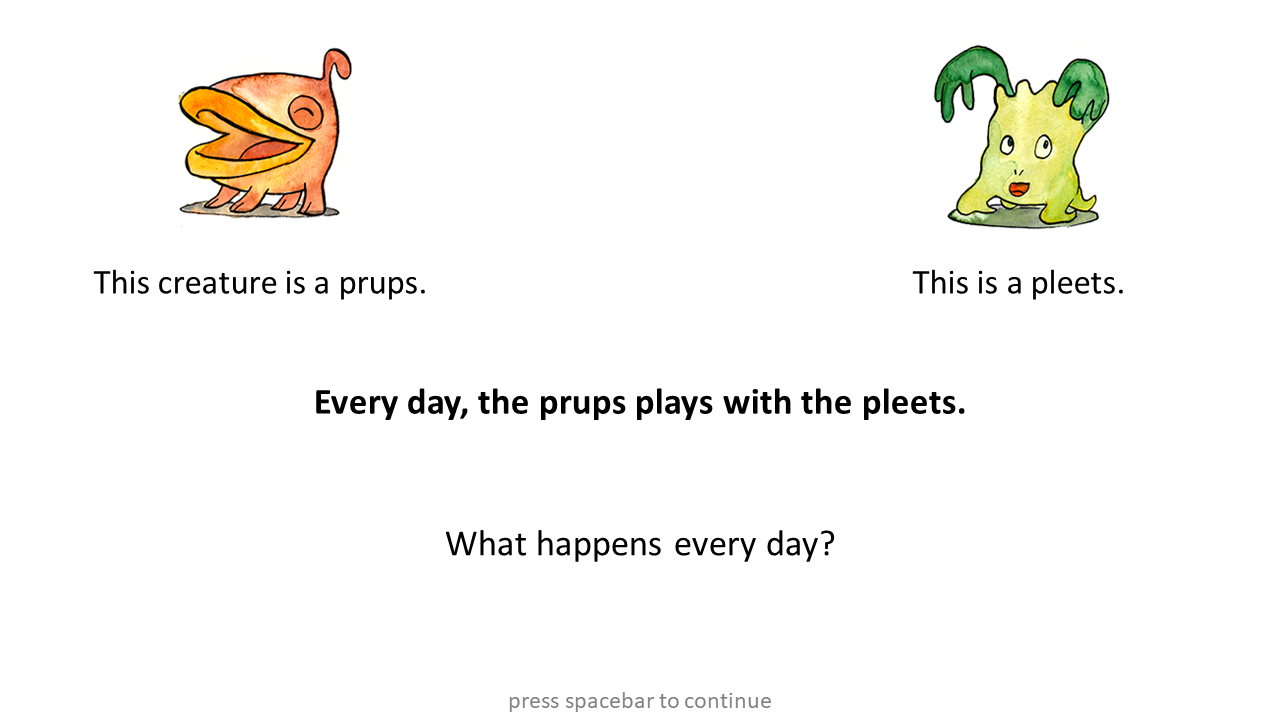 This creature is a prups.
This is a pleets.
Every day, the prups plays with the pleets.
What happens every day?
press spacebar to continue